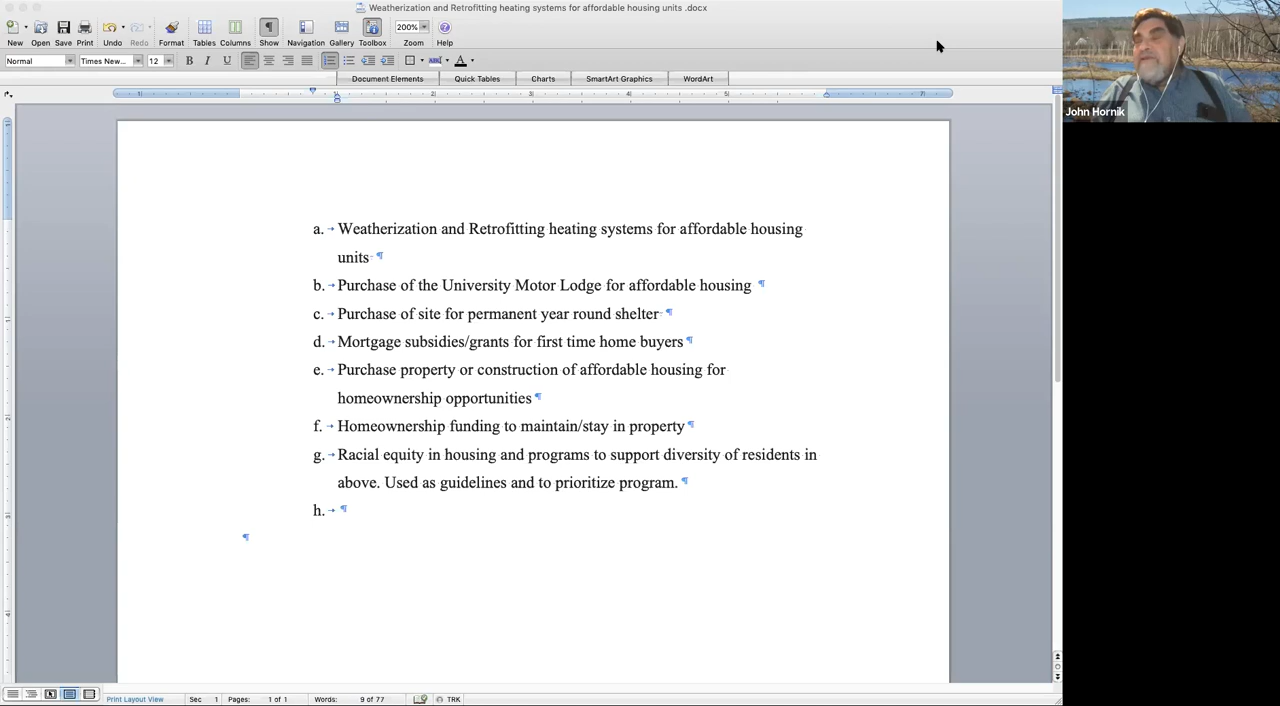 Weatherization and Retrofitting heating systems for affordable housing units .docx
New Open Save Print Undo Redo Format Tables Columns Show Navigation Gallery Toolbox Zoom Help
200%
Normal Times New... 12 B I U
Document Elements Quick Tables Charts SmartArt Graphics WordArt
John Hornik
a. Weatherization and Retrofitting heating systems for affordable housing
units
b. Purchase of the University Motor Lodge for affordable housing
c. Purchase of site for permanent year round shelter
d. Mortgage subsidies/grants for first time home buyers
e. Purchase property or construction of affordable housing for
homeownership opportunities
f. Homeownership funding to maintain/stay in property
g. Racial equity in housing and programs to support diversity of residents in
above. Used as guidelines and to prioritize program.
h.
Print Layout View Sec 1 Pages: 1 of 1 Words: 9 of 77 TRK